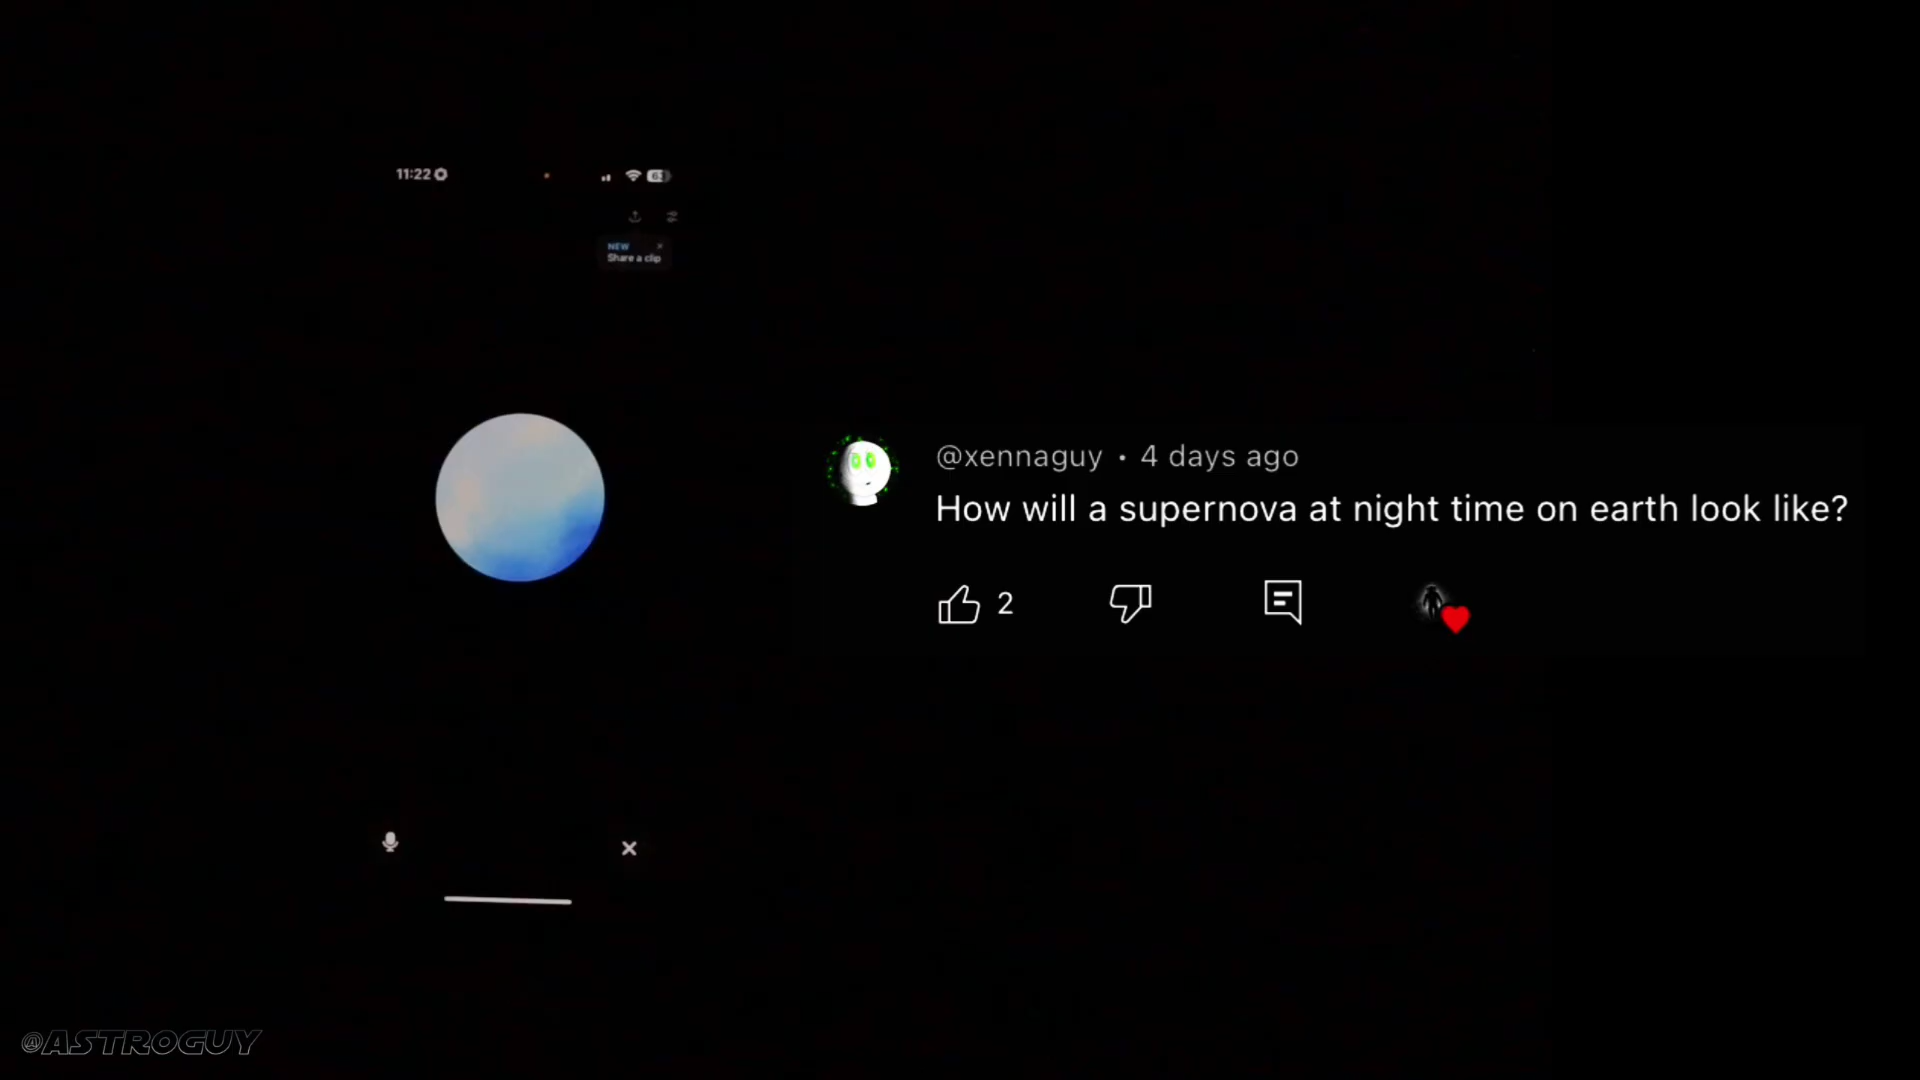 11:22
63
NEW
Share a clip
@xennaguy • 4 days ago
How will a supernova at night time on earth look like?
2
@ASTROGUY